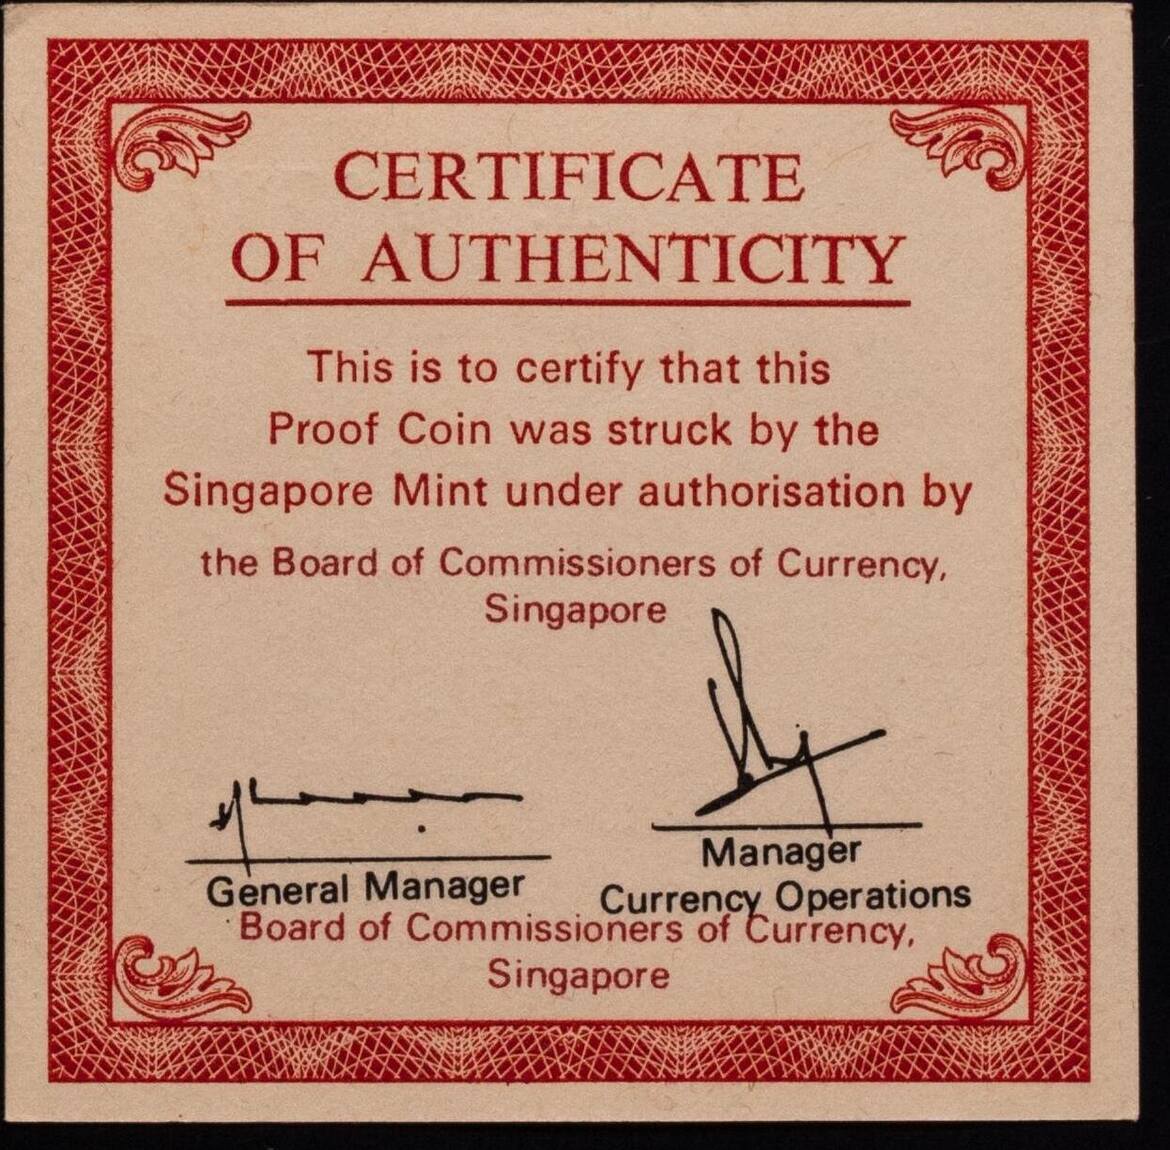 CERTIFICATE
OF AUTHENTICITY
This is to certify that this
Proof Coin was struck by the
Singapore Mint under authorisation by
the Board of Commissioners of Currency,
Singapore
General Manager
Manager
Currency Operations
Board of Commissioners of Currency,
Singapore